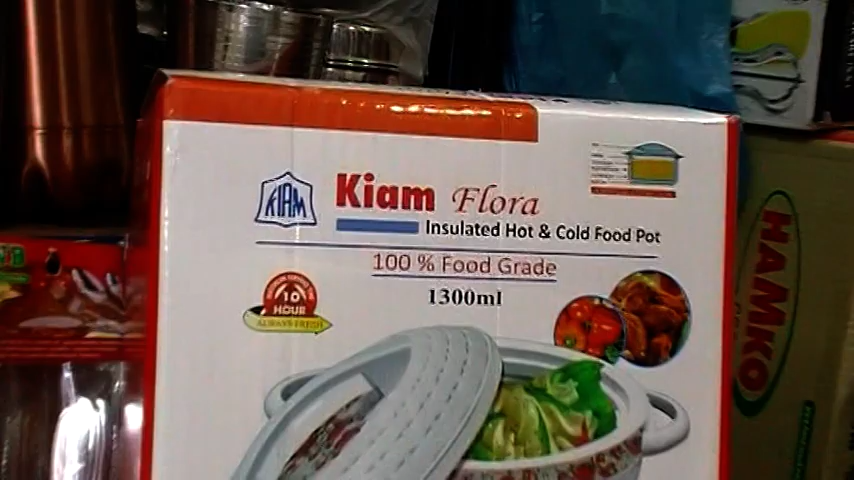 KIAM
Kiam Flora
Insulated Hot & Cold Food Pot
100 % Food Grade
1300ml
10
HOUR
ALWAYS FRESH
HAMKO